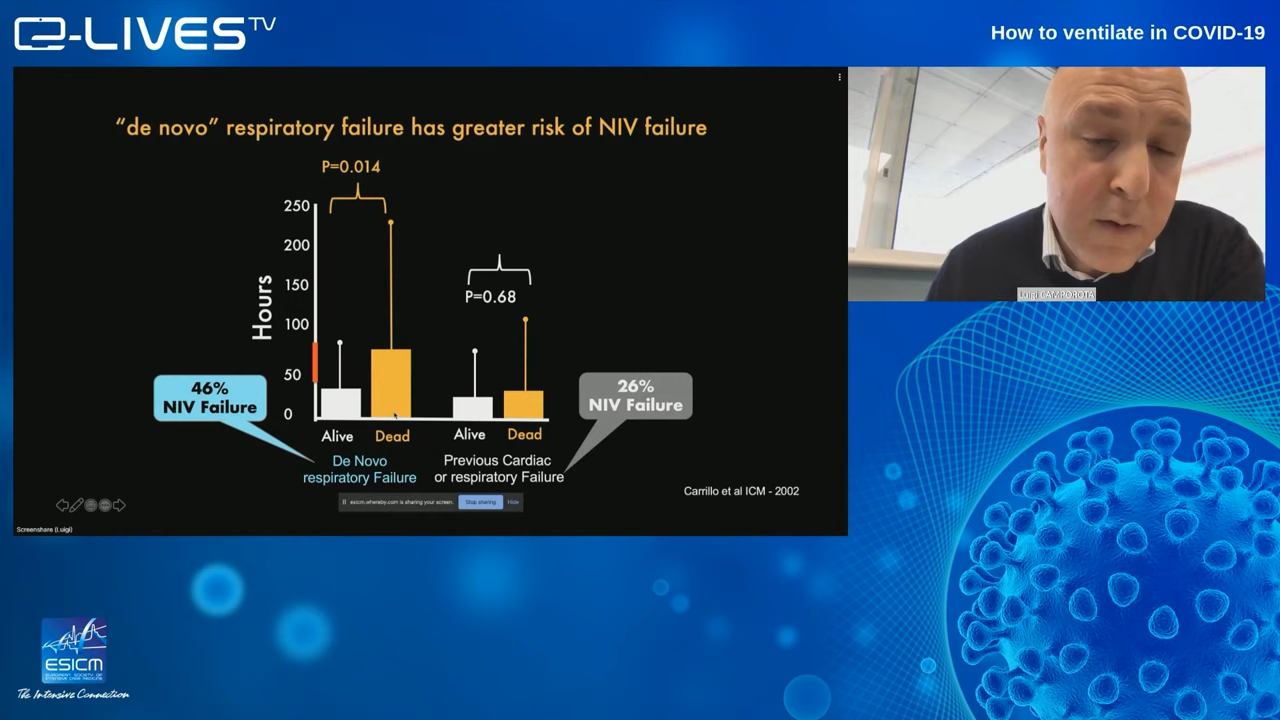 e-LIVES TV
How to ventilate in COVID-19
“de novo” respiratory failure has greater risk of NIV failure
P=0.014
250
200
150
100
50
0
Hours
P=0.68
46%
NIV Failure
26%
NIV Failure
Alive
Dead
Alive
Dead
De Novo
respiratory Failure
Previous Cardiac
or respiratory Failure
Carrillo et al ICM - 2002
esicm.whereby.com is sharing your screen.
Stop sharing
Hide
Screenshare (Luigi)
Luigi CAMPOROTA
ESICM
EUROPEAN SOCIETY OF
INTENSIVE CARE MEDICINE
The Intensive Connection